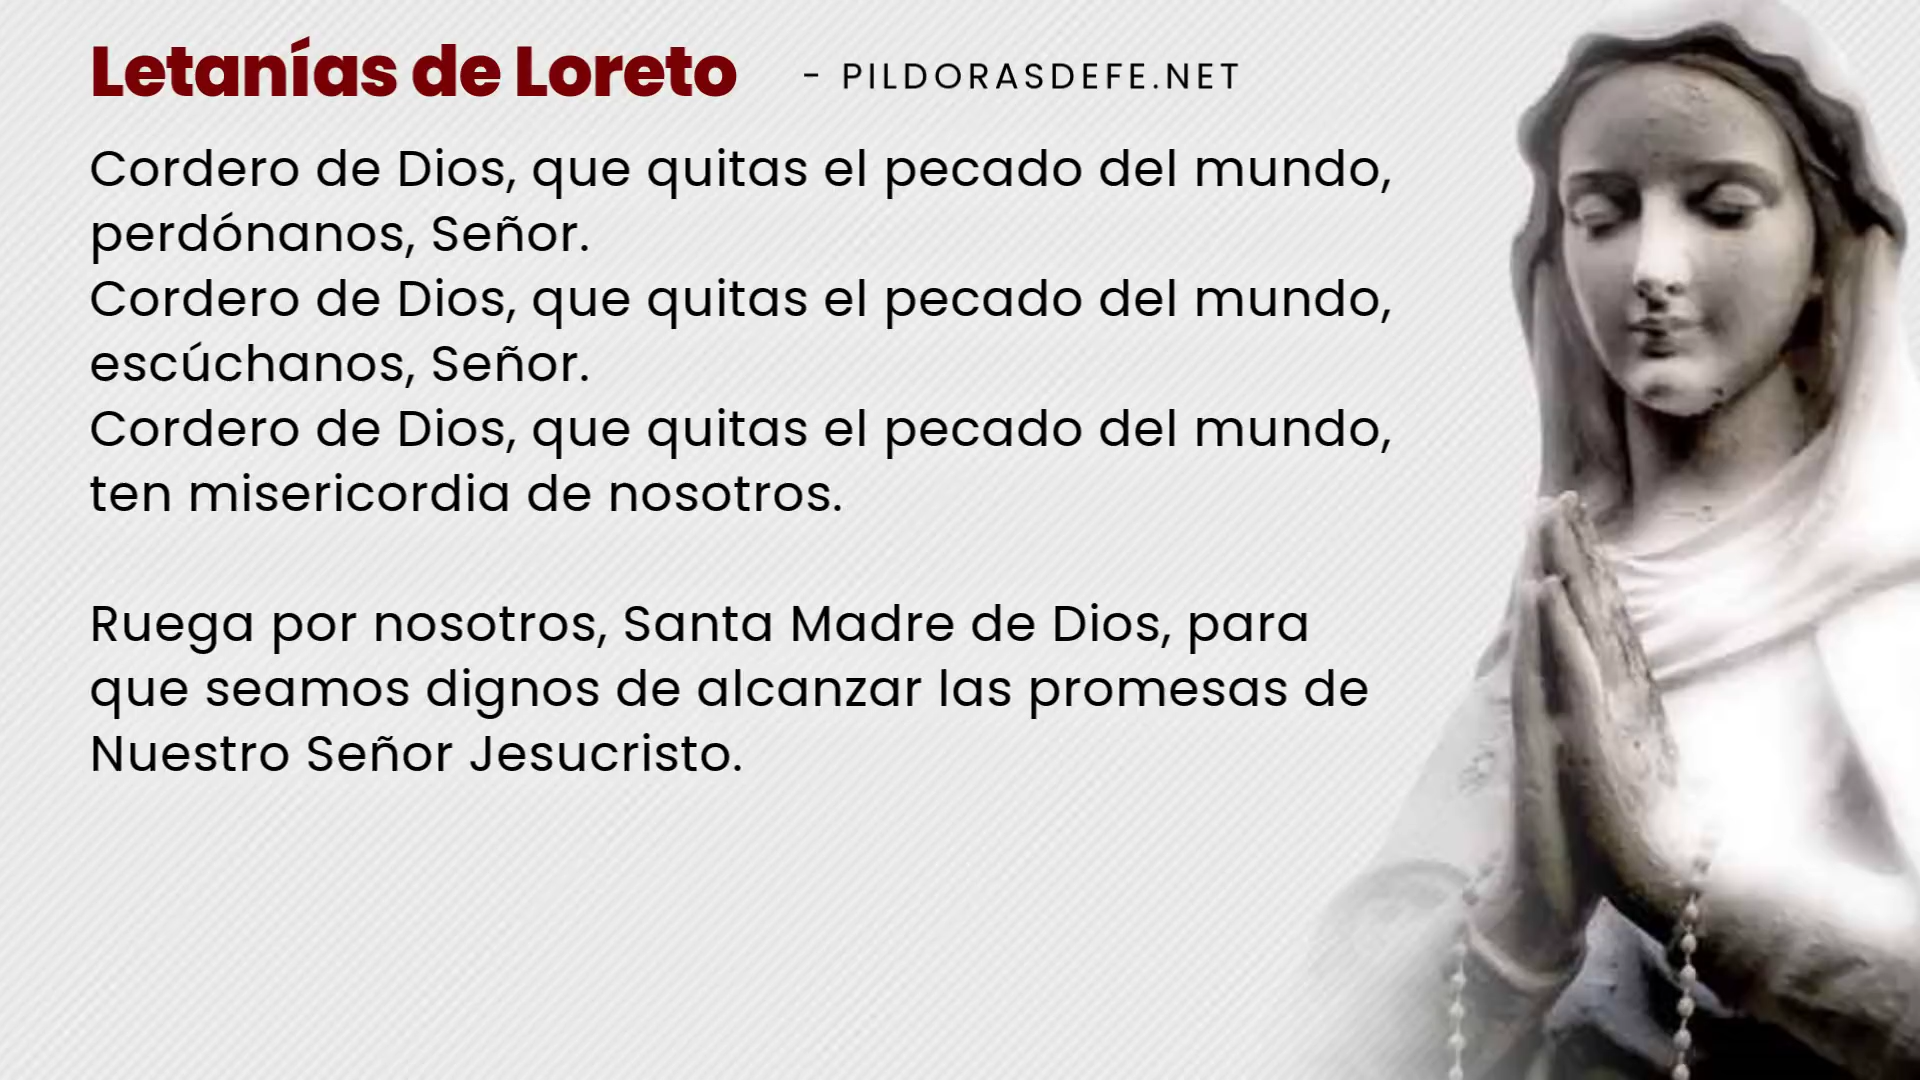 Letanías de Loreto - PILDORASDEFE.NET
Cordero de Dios, que quitas el pecado del mundo,
perdónanos, Señor.
Cordero de Dios, que quitas el pecado del mundo,
escúchanos, Señor.
Cordero de Dios, que quitas el pecado del mundo,
ten misericordia de nosotros.
Ruega por nosotros, Santa Madre de Dios, para
que seamos dignos de alcanzar las promesas de
Nuestro Señor Jesucristo.